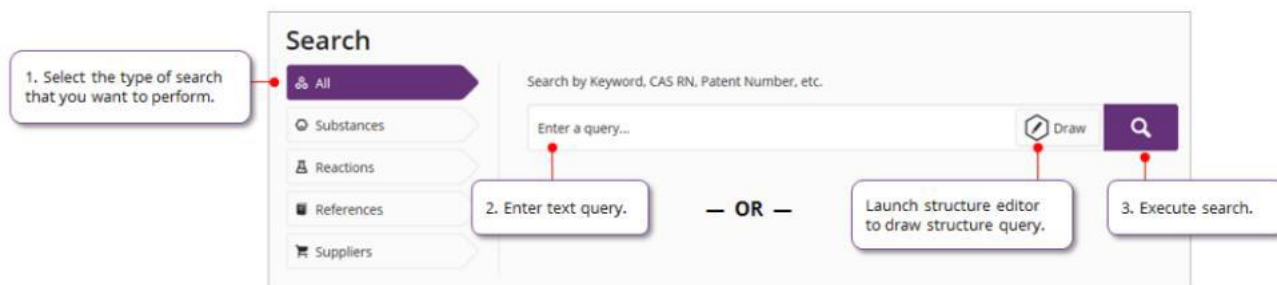 Search
1. Select the type of search
that you want to perform.
All
Search by Keyword, CAS RN, Patent Number, etc.
Substances
Enter a query...
Draw
Reactions
References
2. Enter text query.
— OR —
Launch structure editor
to draw structure query.
3. Execute search.
Suppliers